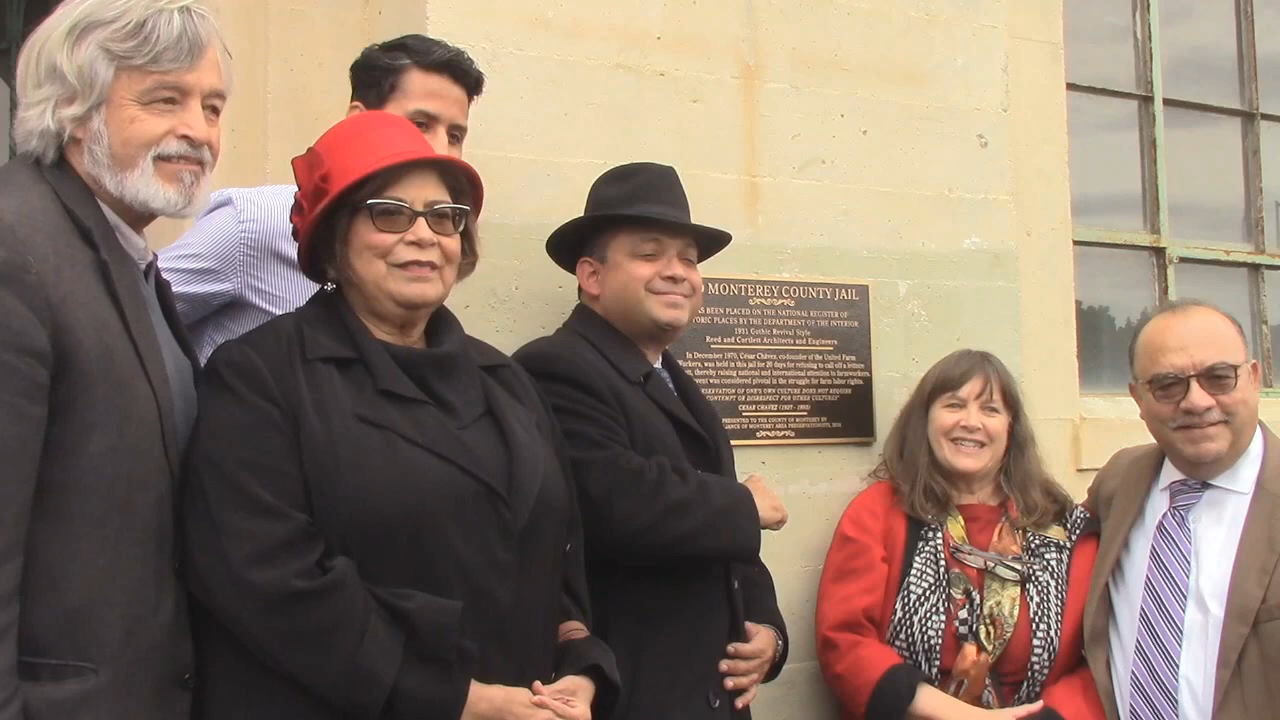 MONTEREY COUNTY JAIL
BEEN PLACED ON THE NATIONAL REGISTER OF
PLACES BY THE DEPARTMENT OF THE INTERIOR
1931 Gothic Revival Style
Reed and Corlett Architects and Engineers
In December 1970, César Chávez, co-founder of the United Farm
Workers, was held in this jail for 20 days for refusing to call off a lettuce
thereby raising national and international attention to farmworkers.
event was considered pivotal in the struggle for farm labor rights.
OF ONE'S OWN CULTURE DOES NOT REQUIRE
CONTEMPT OR DISRESPECT FOR OTHER CULTURES"
CESAR CHAVEZ (1927 - 1993)
PRESENTED TO THE COUNTY OF MONTEREY BY
OF MONTEREY AREA PRESERVATIONISTS,